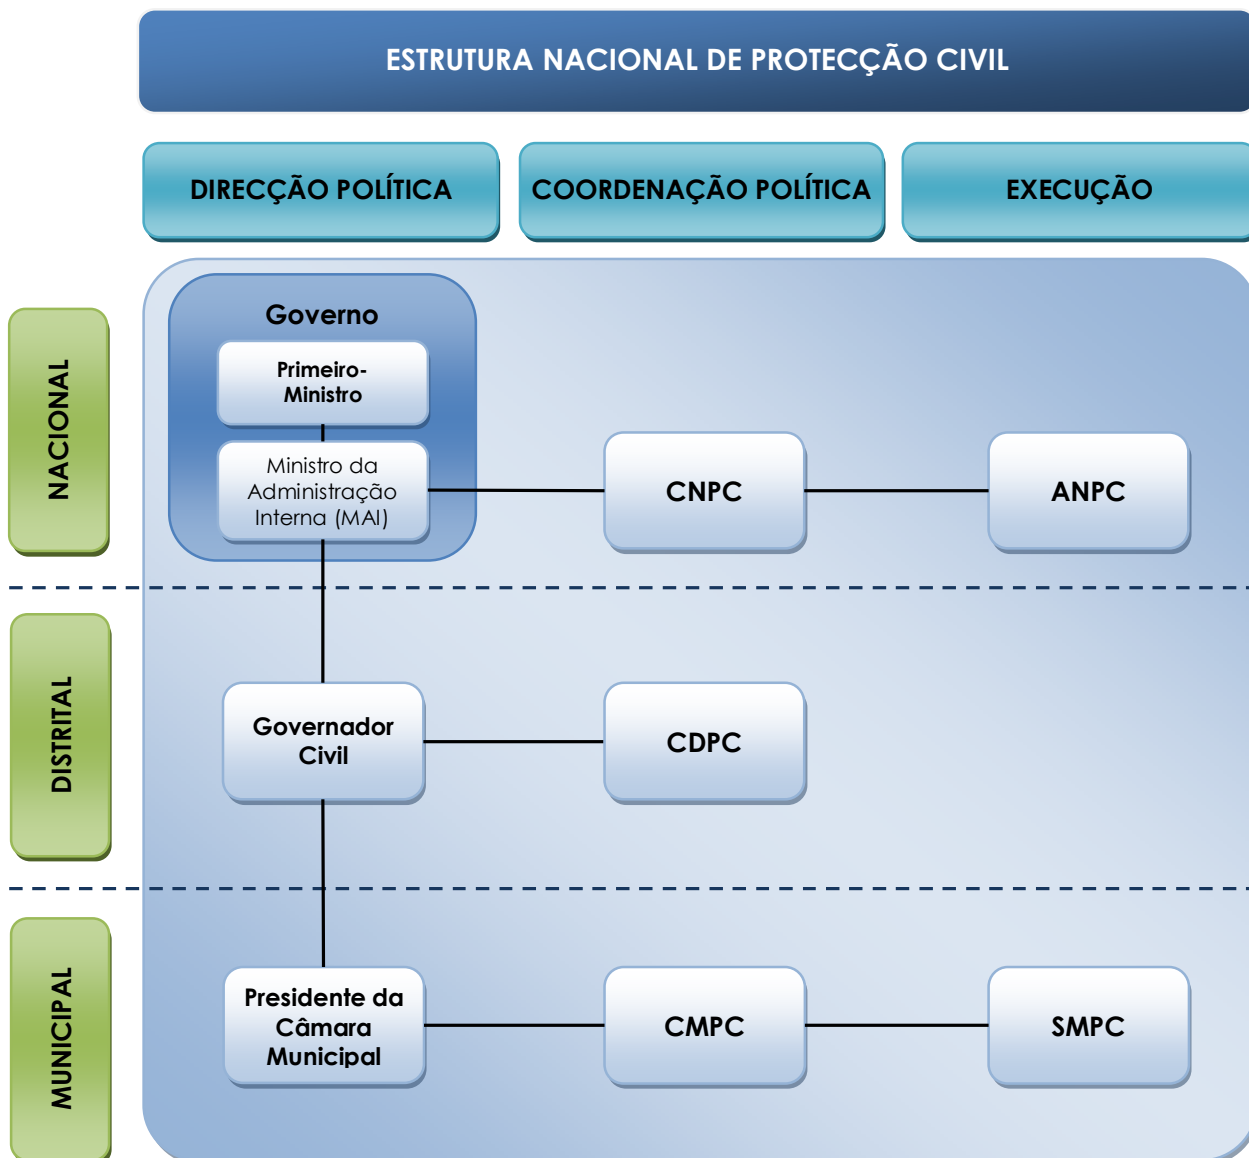 ESTRUTURA NACIONAL DE PROTECÇÃO CIVIL
DIRECÇÃO POLÍTICA
COORDENAÇÃO POLÍTICA
EXECUÇÃO
NACIONAL
Governo
Primeiro-
Ministro
Ministro da
Administração
Interna (MAI)
CNPC
ANPC
DISTRITAL
Governador
Civil
CDPC
MUNICIPAL
Presidente da
Câmara
Municipal
CMPC
SMPC